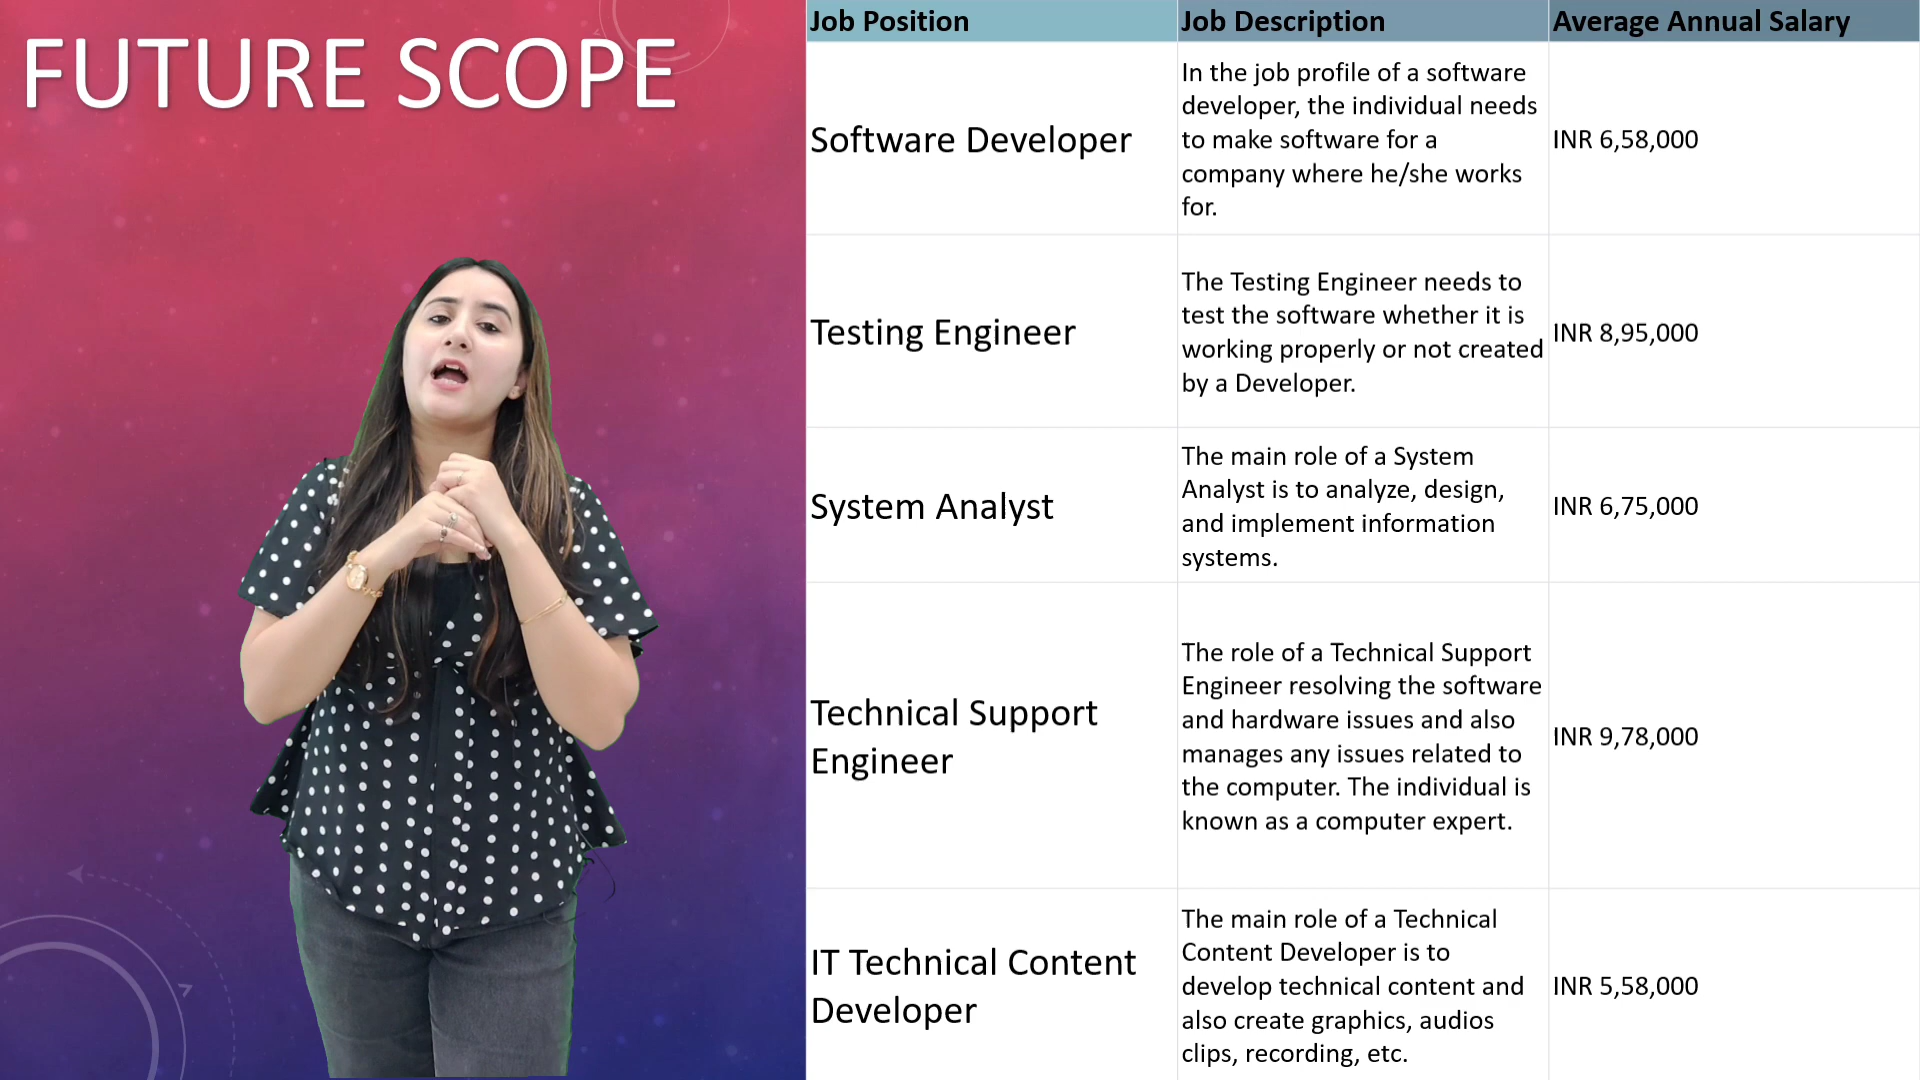 FUTURE SCOPE
Job Position
Job Description
Average Annual Salary
Software Developer
In the job profile of a software
developer, the individual needs
to make software for a
company where he/she works
for.
INR 6,58,000
Testing Engineer
The Testing Engineer needs to
test the software whether it is
working properly or not created
by a Developer.
INR 8,95,000
System Analyst
The main role of a System
Analyst is to analyze, design,
and implement information
systems.
INR 6,75,000
Technical Support
Engineer
The role of a Technical Support
Engineer resolving the software
and hardware issues and also
manages any issues related to
the computer. The individual is
known as a computer expert.
INR 9,78,000
IT Technical Content
Developer
The main role of a Technical
Content Developer is to
develop technical content and
also create graphics, audios
clips, recording, etc.
INR 5,58,000